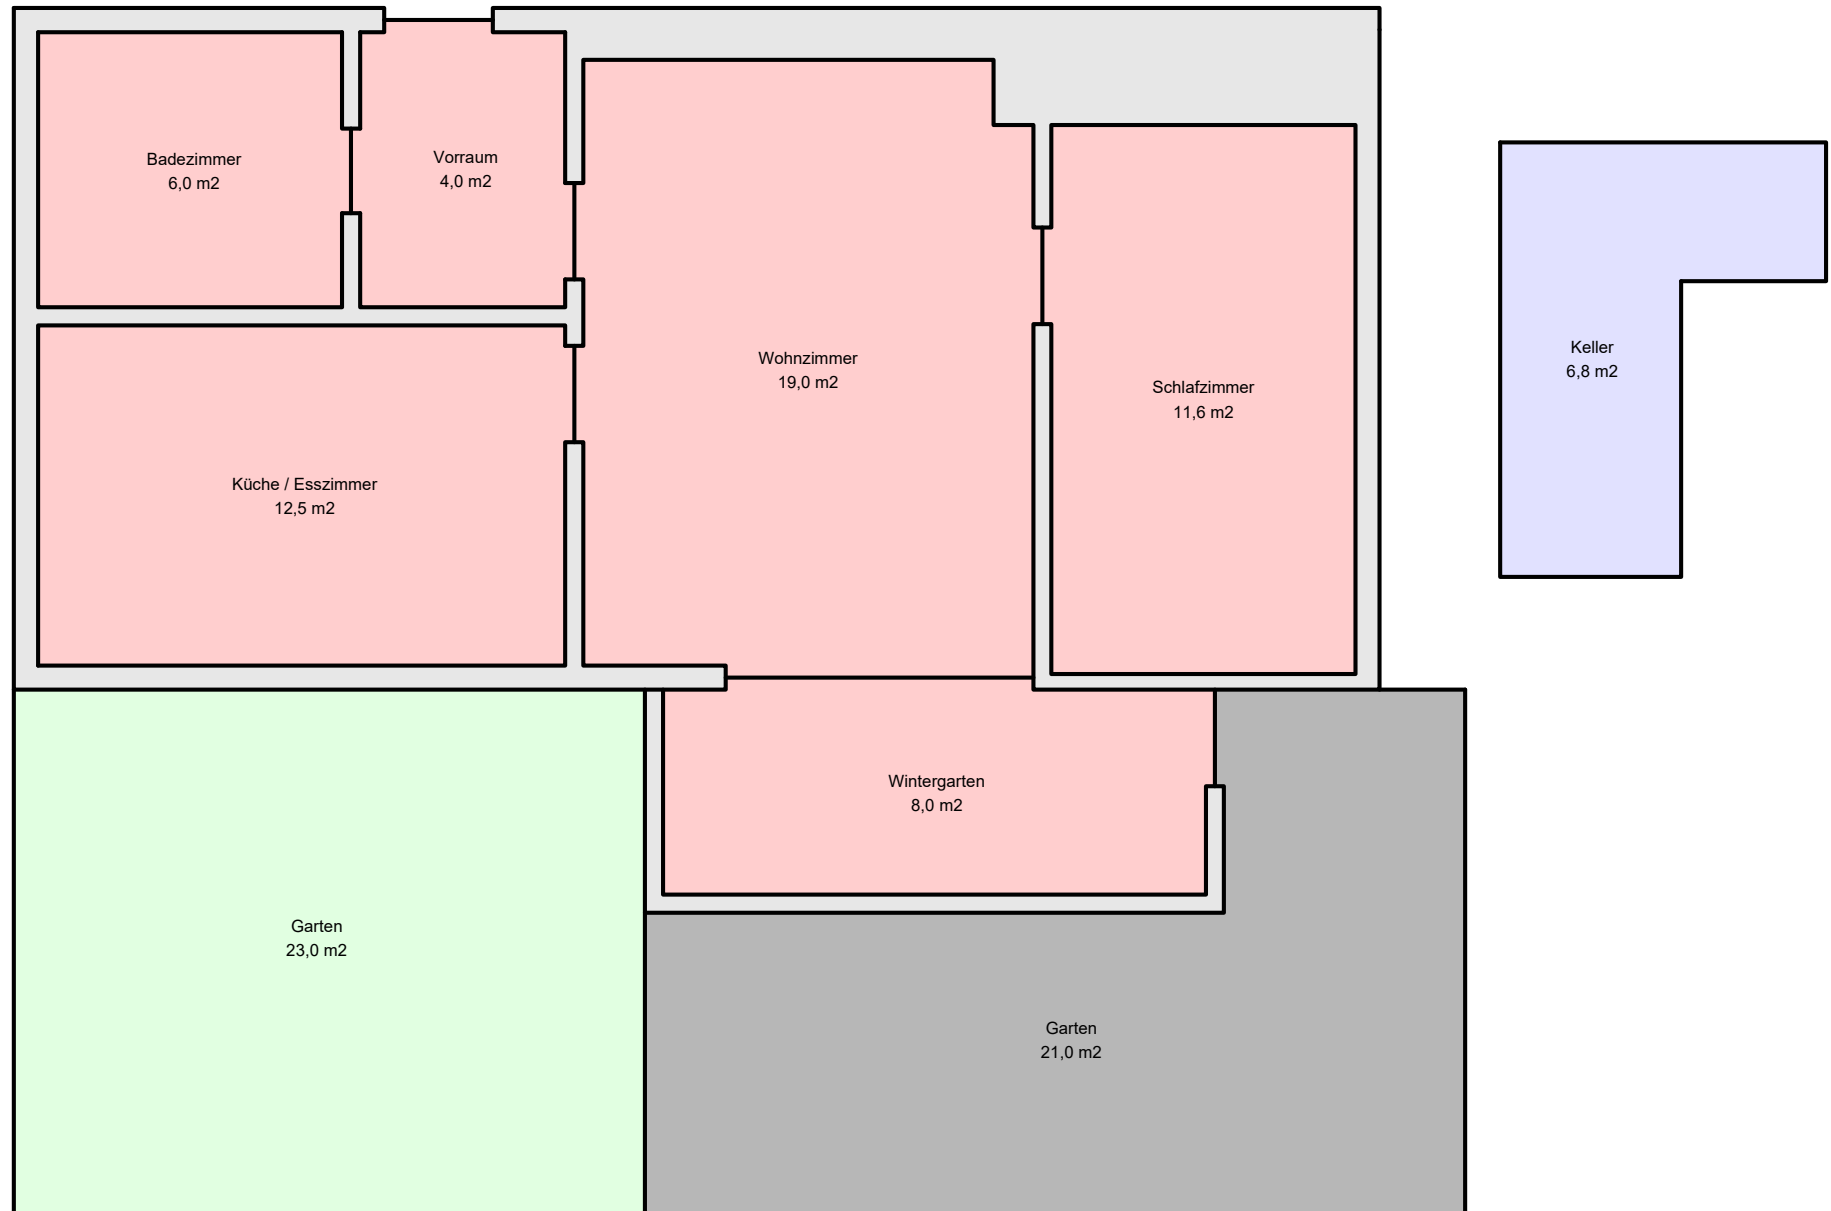 Badezimmer
6,0 m2
Vorraum
4,0 m2
Wohnzimmer
19,0 m2
Schlafzimmer
11,6 m2
Keller
6,8 m2
Küche / Esszimmer
12,5 m2
Wintergarten
8,0 m2
Garten
23,0 m2
Garten
21,0 m2